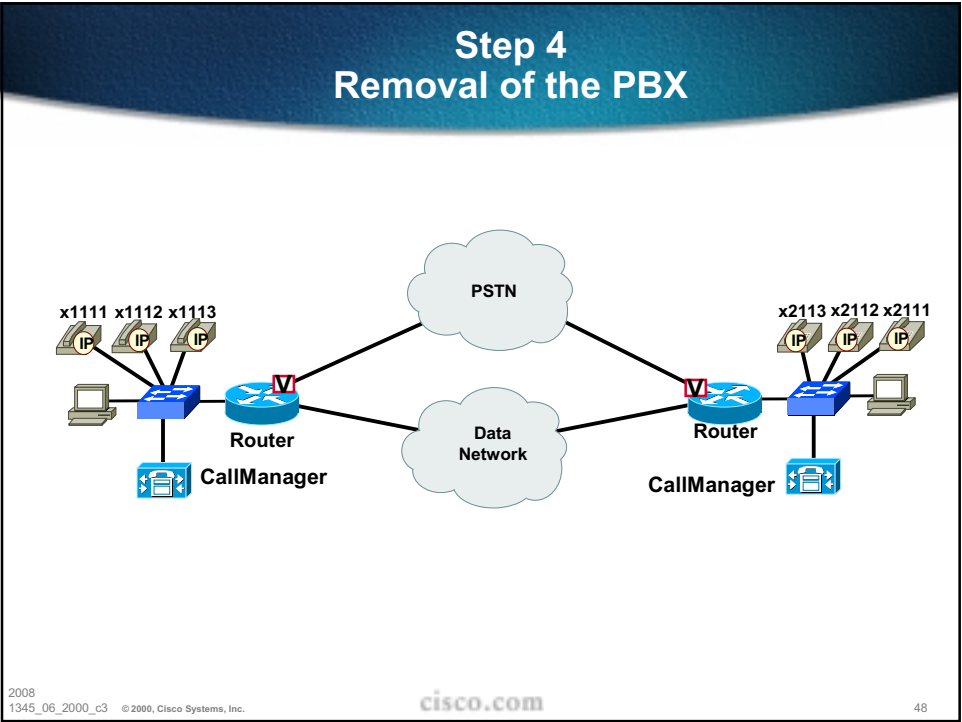 Step 4
Removal of the PBX
PSTN
x1111 x1112 x1113
x2113 x2112 x2111
IP
IP
IP
IP
IP
IP
V
V
Router
Data
Network
Router
CallManager
CallManager
2008
1345_06_2000_c3 © 2000, Cisco Systems, Inc.
cisco.com
48